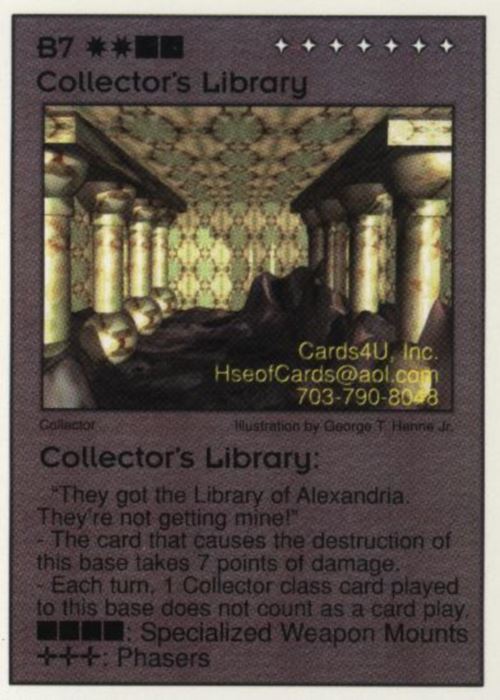 B7
Collector's Library
Cards4U, Inc.
HseofCards@aol.com
703-790-8048
Collector Illustration by George T. Henne Jr.
Collector's Library:
"They got the Library of Alexandria.
They're not getting mine!"
- The card that causes the destruction of
this base takes 7 points of damage.
- Each turn, 1 Collector class card played
to this base does not count as a card play.
■■■■: Specialized Weapon Mounts
✢✢✢: Phasers